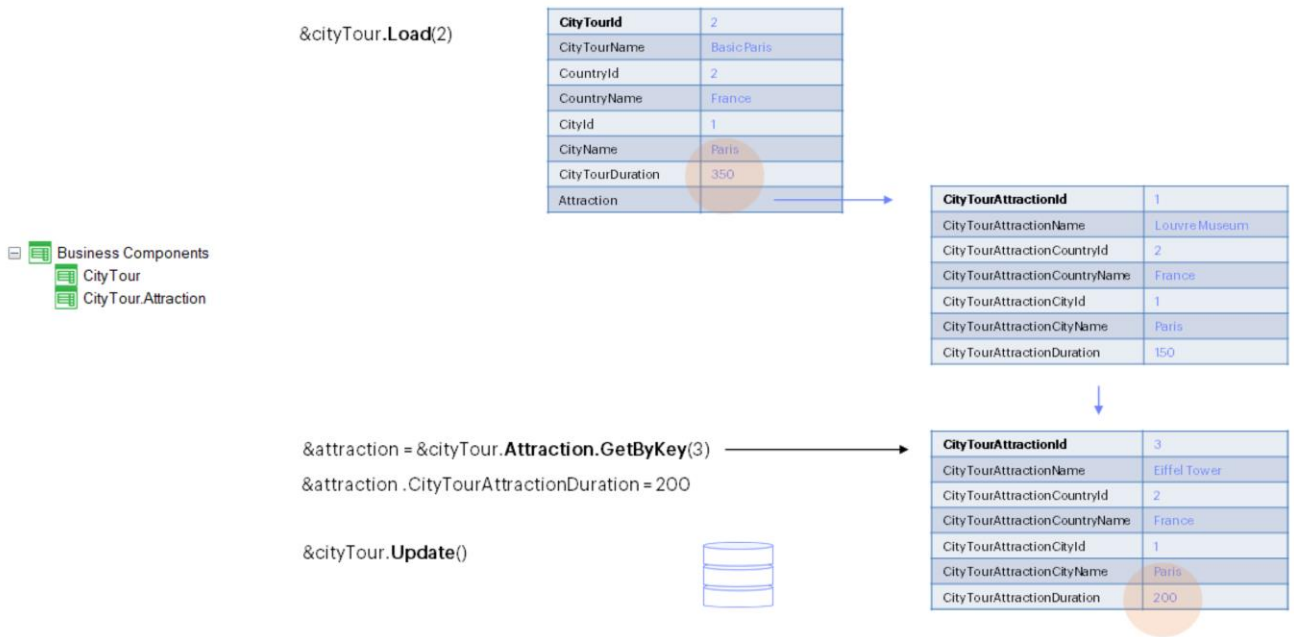 &cityTour.Load(2)
CityTourId 2
CityTourName Basic Paris
CountryId 2
CountryName France
CityId 1
CityName Paris
CityTourDuration 350
Attraction
CityTourAttractionId 1
CityTourAttractionName Louvre Museum
CityTourAttractionCountryId 2
CityTourAttractionCountryName France
CityTourAttractionCityId 1
CityTourAttractionCityName Paris
CityTourAttractionDuration 150
Business Components
CityTour
CityTour.Attraction
&attraction = &cityTour.Attraction.GetByKey(3)
&attraction .CityTourAttractionDuration = 200
&cityTour.Update()
CityTourAttractionId 3
CityTourAttractionName Eiffel Tower
CityTourAttractionCountryId 2
CityTourAttractionCountryName France
CityTourAttractionCityId 1
CityTourAttractionCityName Paris
CityTourAttractionDuration 200